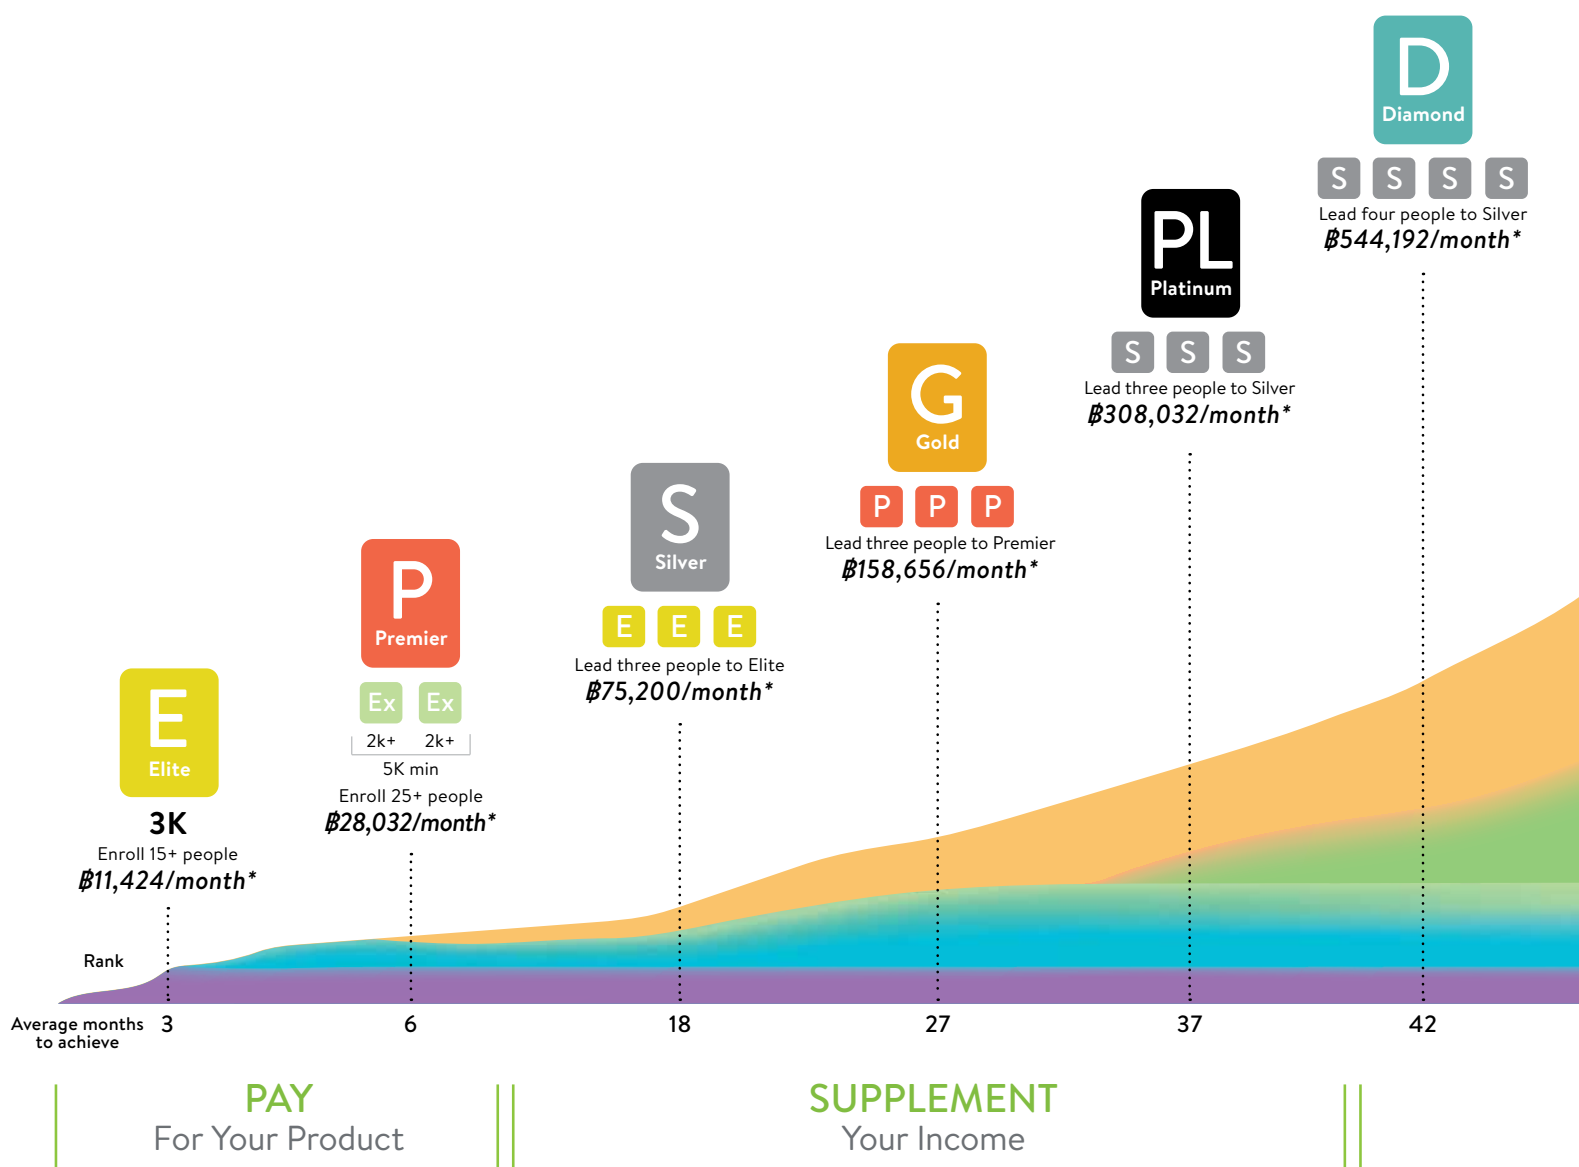 D
Diamond
S S S S
Lead four people to Silver
฿544,192/month*
PL
Platinum
S S S
Lead three people to Silver
฿308,032/month*
G
Gold
P P P
Lead three people to Premier
฿158,656/month*
S
Silver
E E E
Lead three people to Elite
฿75,200/month*
P
Premier
Ex Ex
2k+ 2k+
5K min
Enroll 25+ people
฿28,032/month*
E
Elite
3K
Enroll 15+ people
฿11,424/month*
Rank
Average months
to achieve
3 6 18 27 37 42
PAY
For Your Product
SUPPLEMENT
Your Income